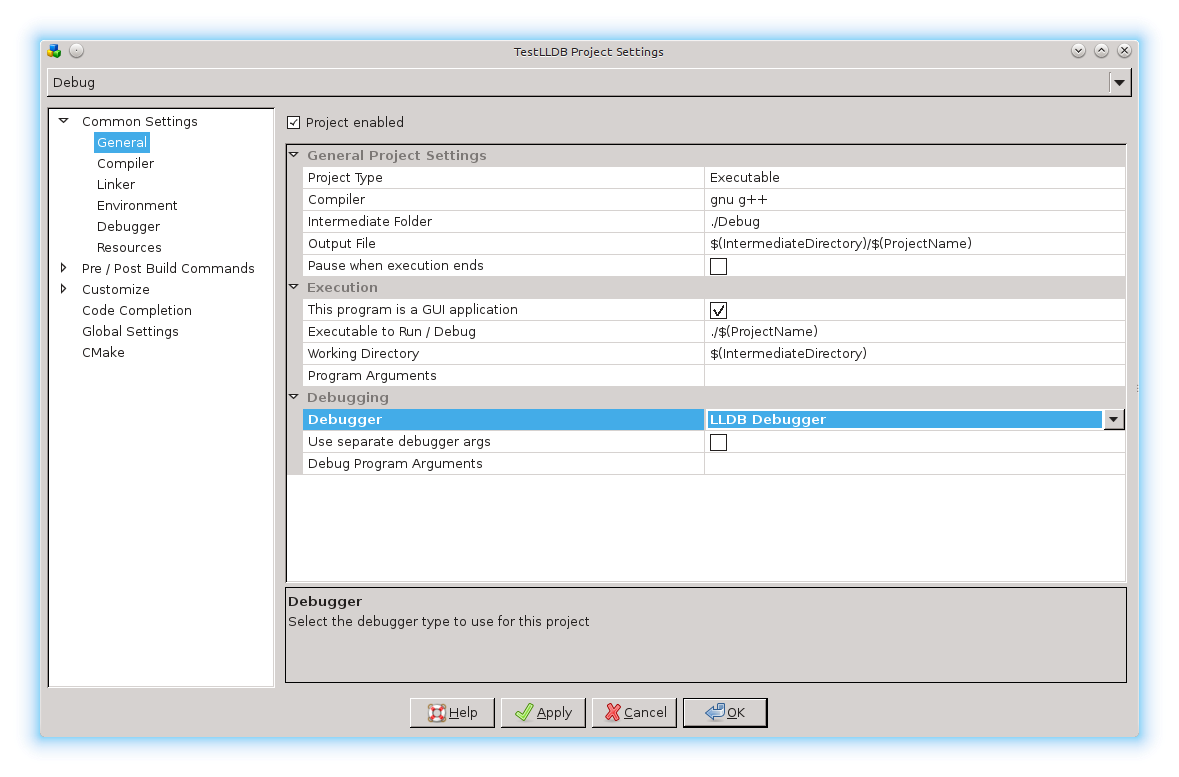 TestLLDB Project Settings
Debug
Common Settings
General
Compiler
Linker
Environment
Debugger
Resources
Pre / Post Build Commands
Customize
Code Completion
Global Settings
CMake
Project enabled
General Project Settings
Project Type Executable
Compiler gnu g++
Intermediate Folder ./Debug
Output File $(IntermediateDirectory)/$(ProjectName)
Pause when execution ends
Execution
This program is a GUI application
Executable to Run / Debug ./$(ProjectName)
Working Directory $(IntermediateDirectory)
Program Arguments
Debugging
Debugger LLDB Debugger
Use separate debugger args
Debug Program Arguments
Debugger
Select the debugger type to use for this project
Help Apply Cancel OK